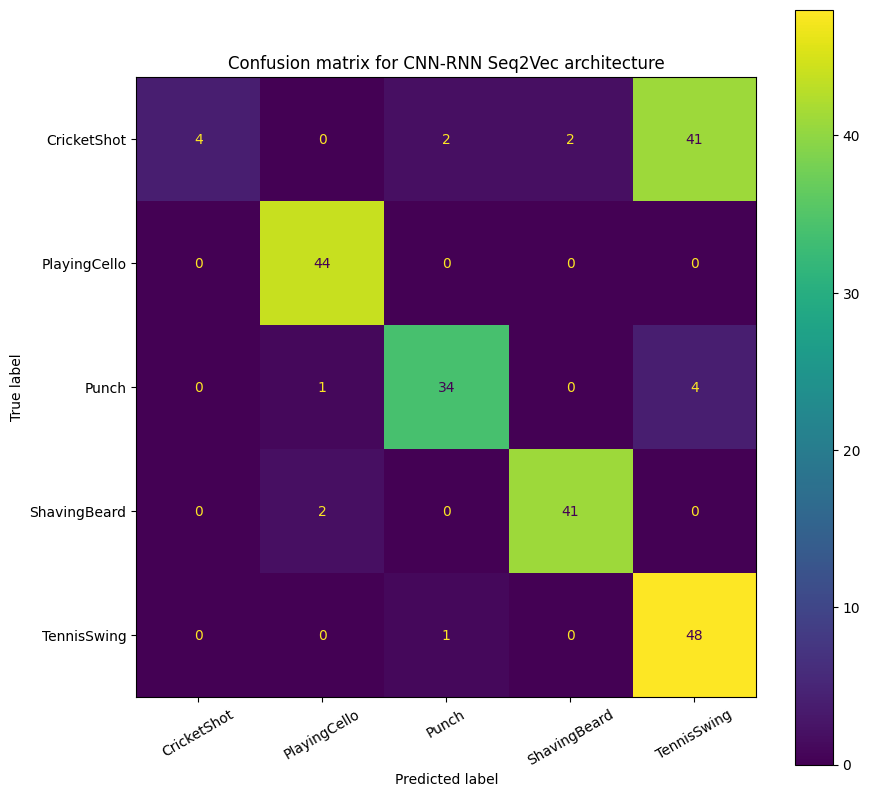 Confusion matrix for CNN-RNN Seq2Vec architecture
CricketShot 4 0 2 2 41
PlayingCello 0 44 0 0 0
Punch 0 1 34 0 4
ShavingBeard 0 2 0 41 0
TennisSwing 0 0 1 0 48
True label
CricketShot PlayingCello Punch ShavingBeard TennisSwing
Predicted label
40
30
20
10
0